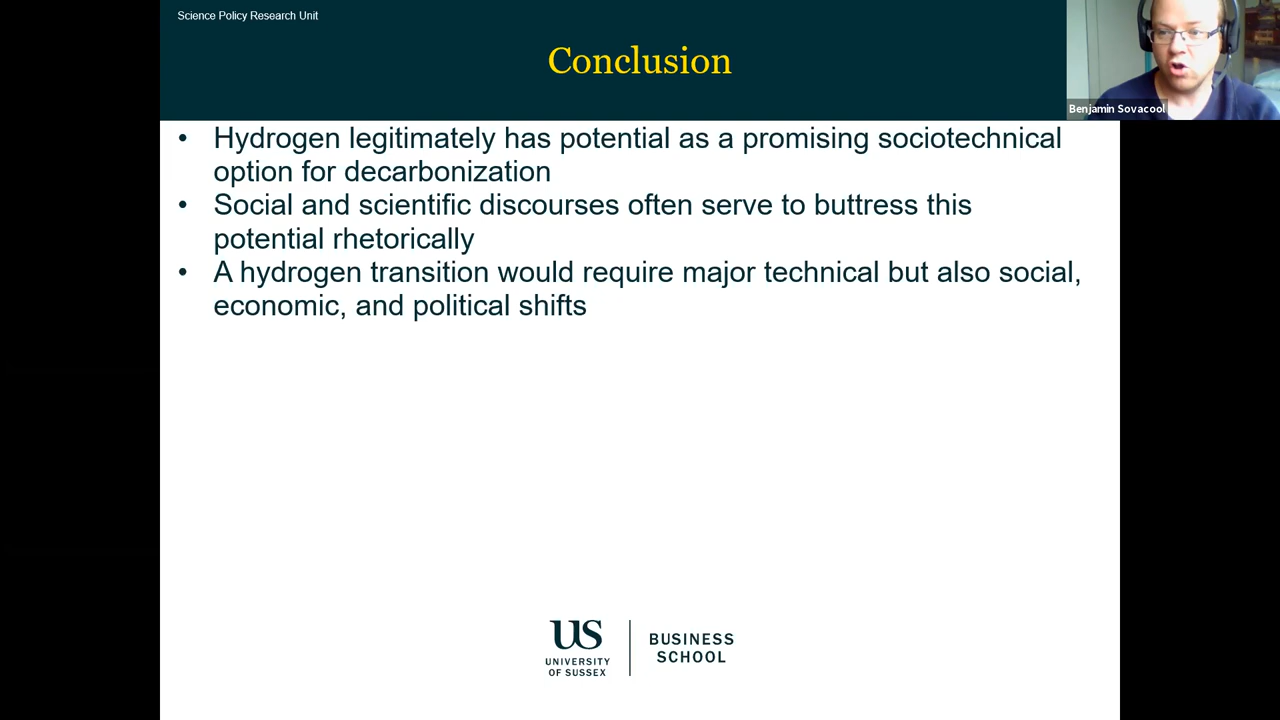 Science Policy Research Unit
Conclusion
Benjamin Sovacool
• Hydrogen legitimately has potential as a promising sociotechnical
option for decarbonization
• Social and scientific discourses often serve to buttress this
potential rhetorically
• A hydrogen transition would require major technical but also social,
economic, and political shifts
US
UNIVERSITY
OF SUSSEX
BUSINESS
SCHOOL